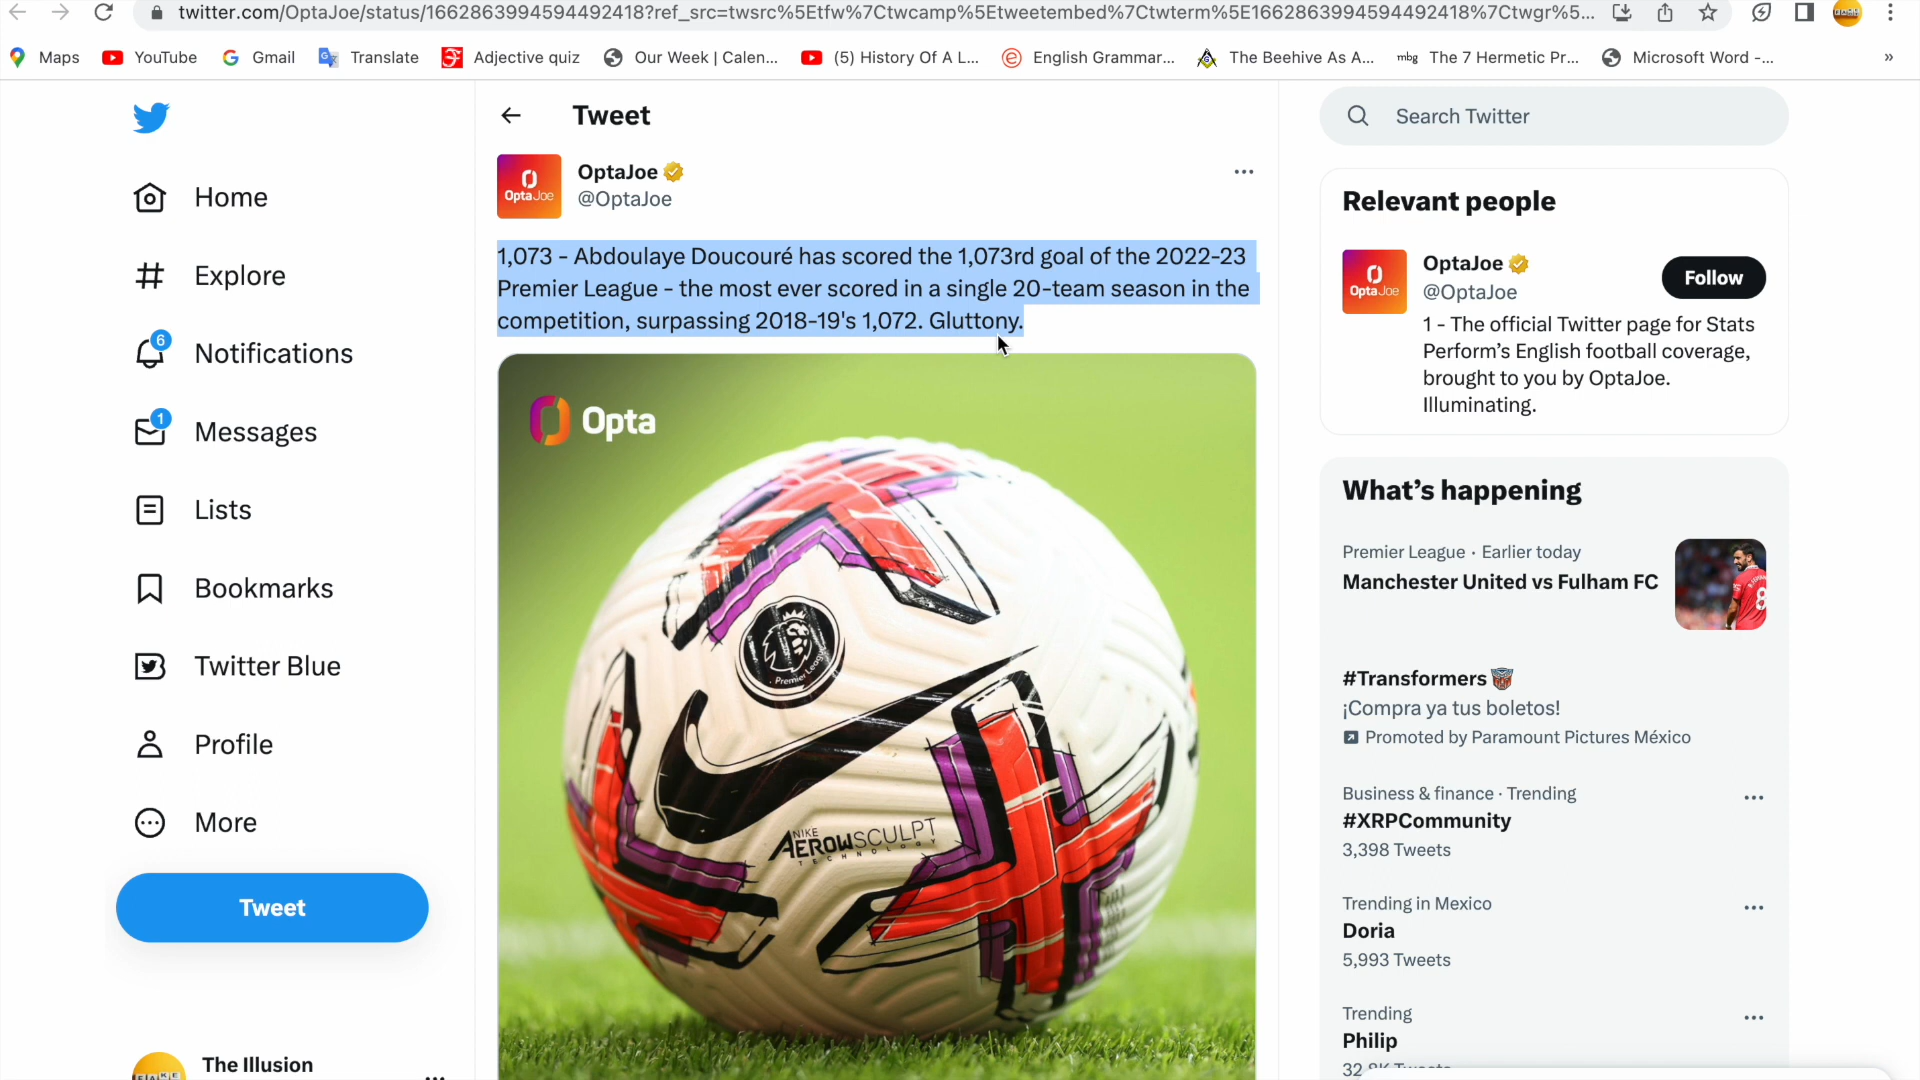 twitter.com/OptaJoe/status/1662863994594492418?ref_src=twsrc%5Etfw%7Ctwcamp%5Etweetembed%7Ctwterm%5E1662863994594492418%7Ctwgr%5...
Maps YouTube Gmail Translate Adjective quiz Our Week | Calen... (5) History Of A L... English Grammar... The Beehive As A... mbg The 7 Hermetic Pr... Microsoft Word -... »
Home
Explore
6
Notifications
1
Messages
Lists
Bookmarks
Twitter Blue
Profile
More
Tweet
The Illusion
Tweet
OptaJoe
OptaJoe
@OptaJoe
1,073 - Abdoulaye Doucouré has scored the 1,073rd goal of the 2022-23
Premier League - the most ever scored in a single 20-team season in the
competition, surpassing 2018-19's 1,072. Gluttony.
Opta
Premier League
NIKE
AEROWSCULPT
TECHNOLOGY
Search Twitter
Relevant people
OptaJoe
OptaJoe
@OptaJoe
Follow
1 - The official Twitter page for Stats
Perform's English football coverage,
brought to you by OptaJoe.
Illuminating.
What's happening
Premier League · Earlier today
Manchester United vs Fulham FC
8
#Transformers
¡Compra ya tus boletos!
Promoted by Paramount Pictures México
Business & finance · Trending
#XRPCommunity
3,398 Tweets
Trending in Mexico
Doria
5,993 Tweets
Trending
Philip